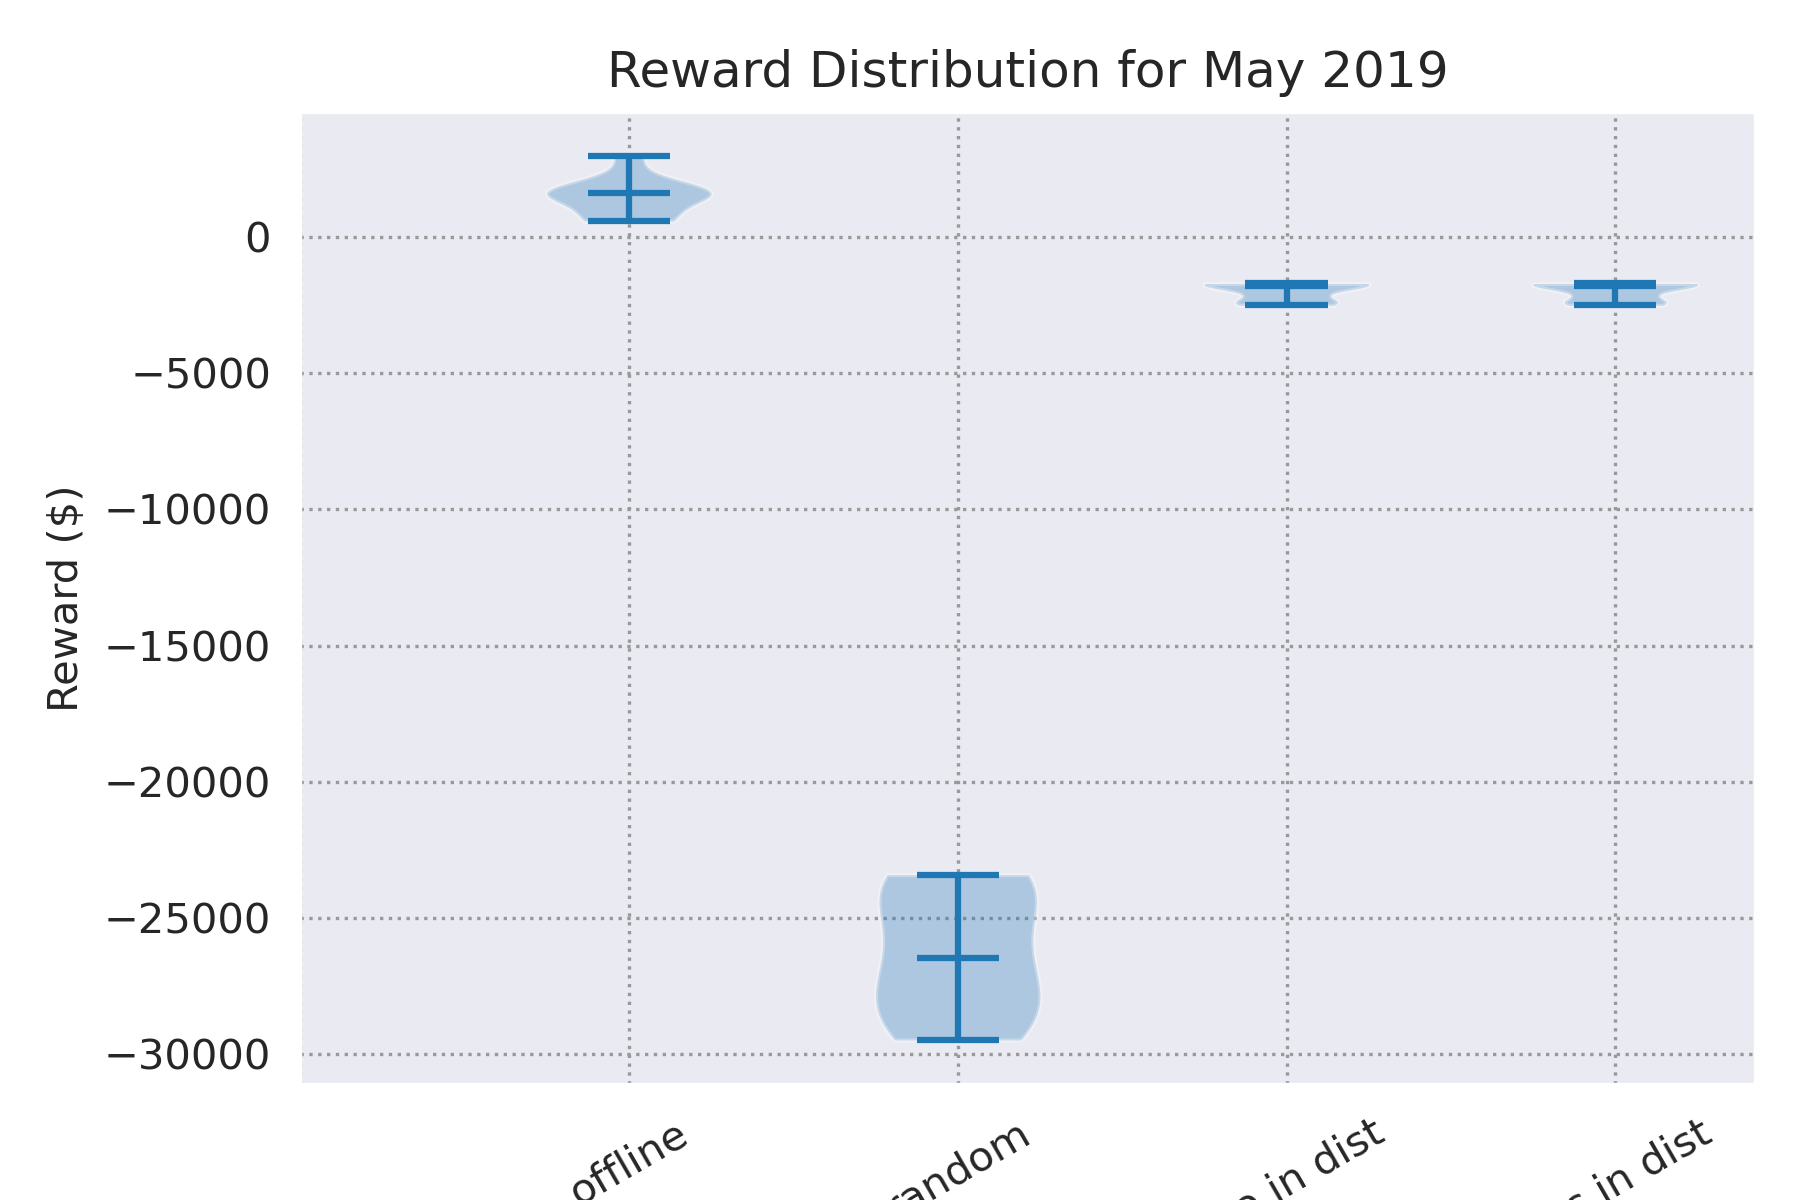 Reward Distribution for May 2019
Reward ($)
0
−5000
−10000
−15000
−20000
−25000
−30000
offline
random
in dist
in dist